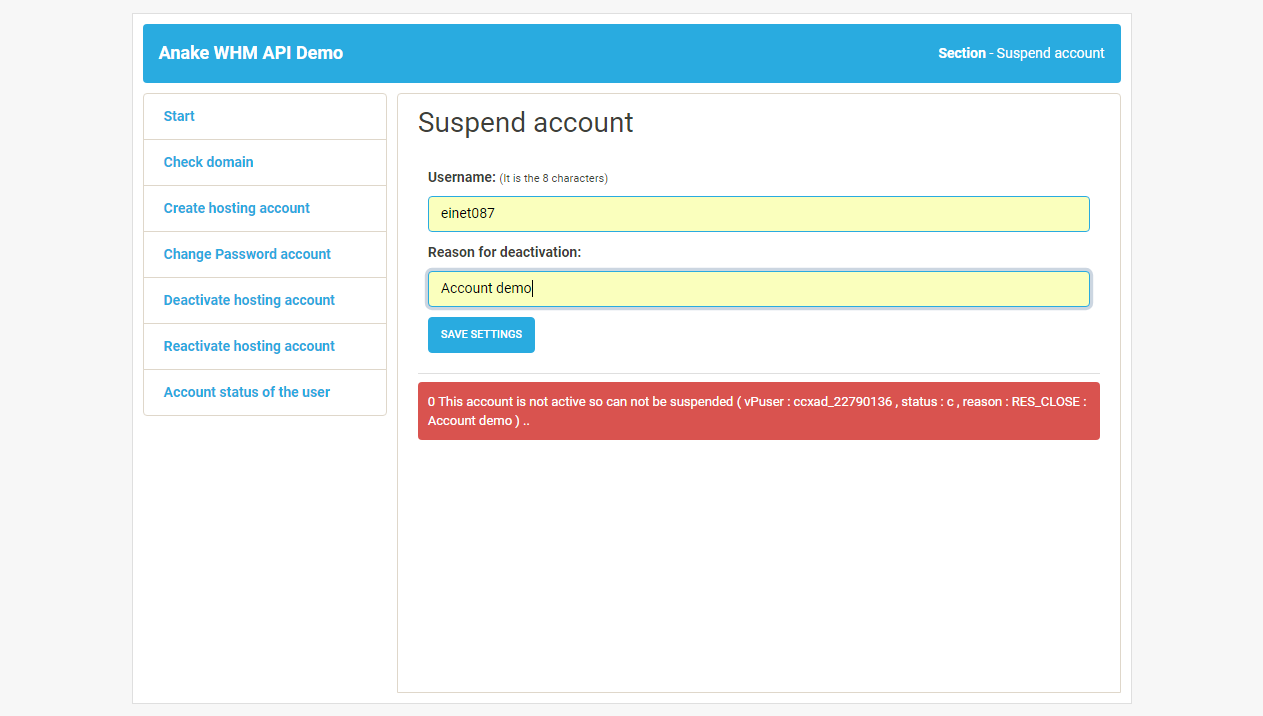 Anake WHM API Demo
Section - Suspend account
Start
Check domain
Create hosting account
Change Password account
Deactivate hosting account
Reactivate hosting account
Account status of the user
Suspend account
Username: (It is the 8 characters)
einet087
Reason for deactivation:
Account demo
SAVE SETTINGS
0 This account is not active so can not be suspended ( vPuser : ccxad_22790136 , status : c , reason : RES_CLOSE :
Account demo ) ..